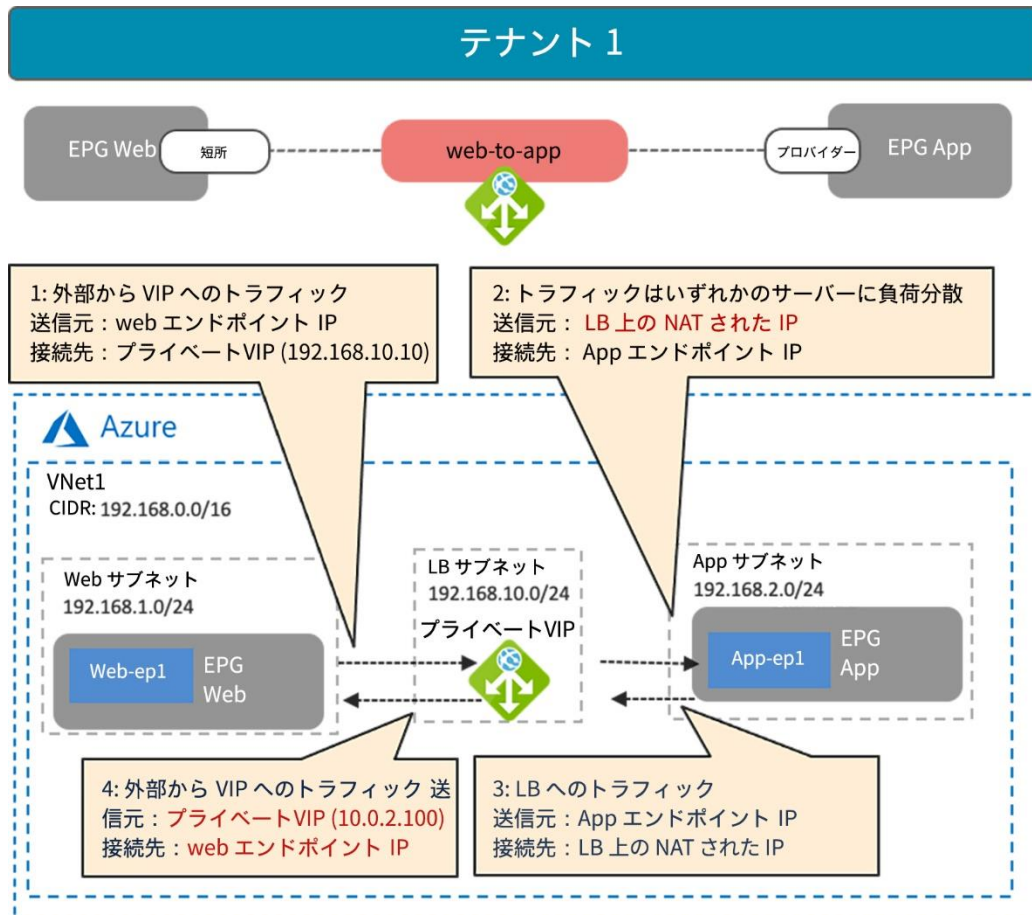 テナント 1
EPG Web
短所
web-to-app
プロバイダー
EPG App
1: 外部から VIP へのトラフィック
送信元：web エンドポイント IP
接続先：プライベートVIP (192.168.10.10)
2: トラフィックはいずれかのサーバーに負荷分散
送信元： LB 上の NAT された IP
接続先： App エンドポイント IP
Azure
VNet1
CIDR: 192.168.0.0/16
Web サブネット
192.168.1.0/24
Web-ep1
EPG
Web
LB サブネット
192.168.10.0/24
プライベートVIP
App サブネット
192.168.2.0/24
App-ep1
EPG
App
4: 外部から VIP へのトラフィック 送
信元：プライベートVIP (10.0.2.100)
接続先：web エンドポイント IP
3: LB へのトラフィック
送信元：App エンドポイント IP
接続先：LB 上の NAT された IP